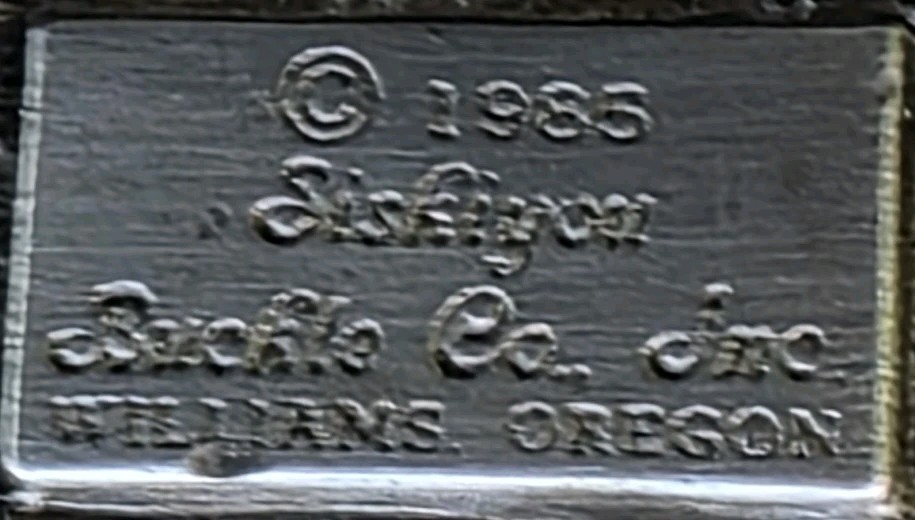 © 1985
Siskiyou
Buckle Co., Inc.
WILLIAMS, OREGON